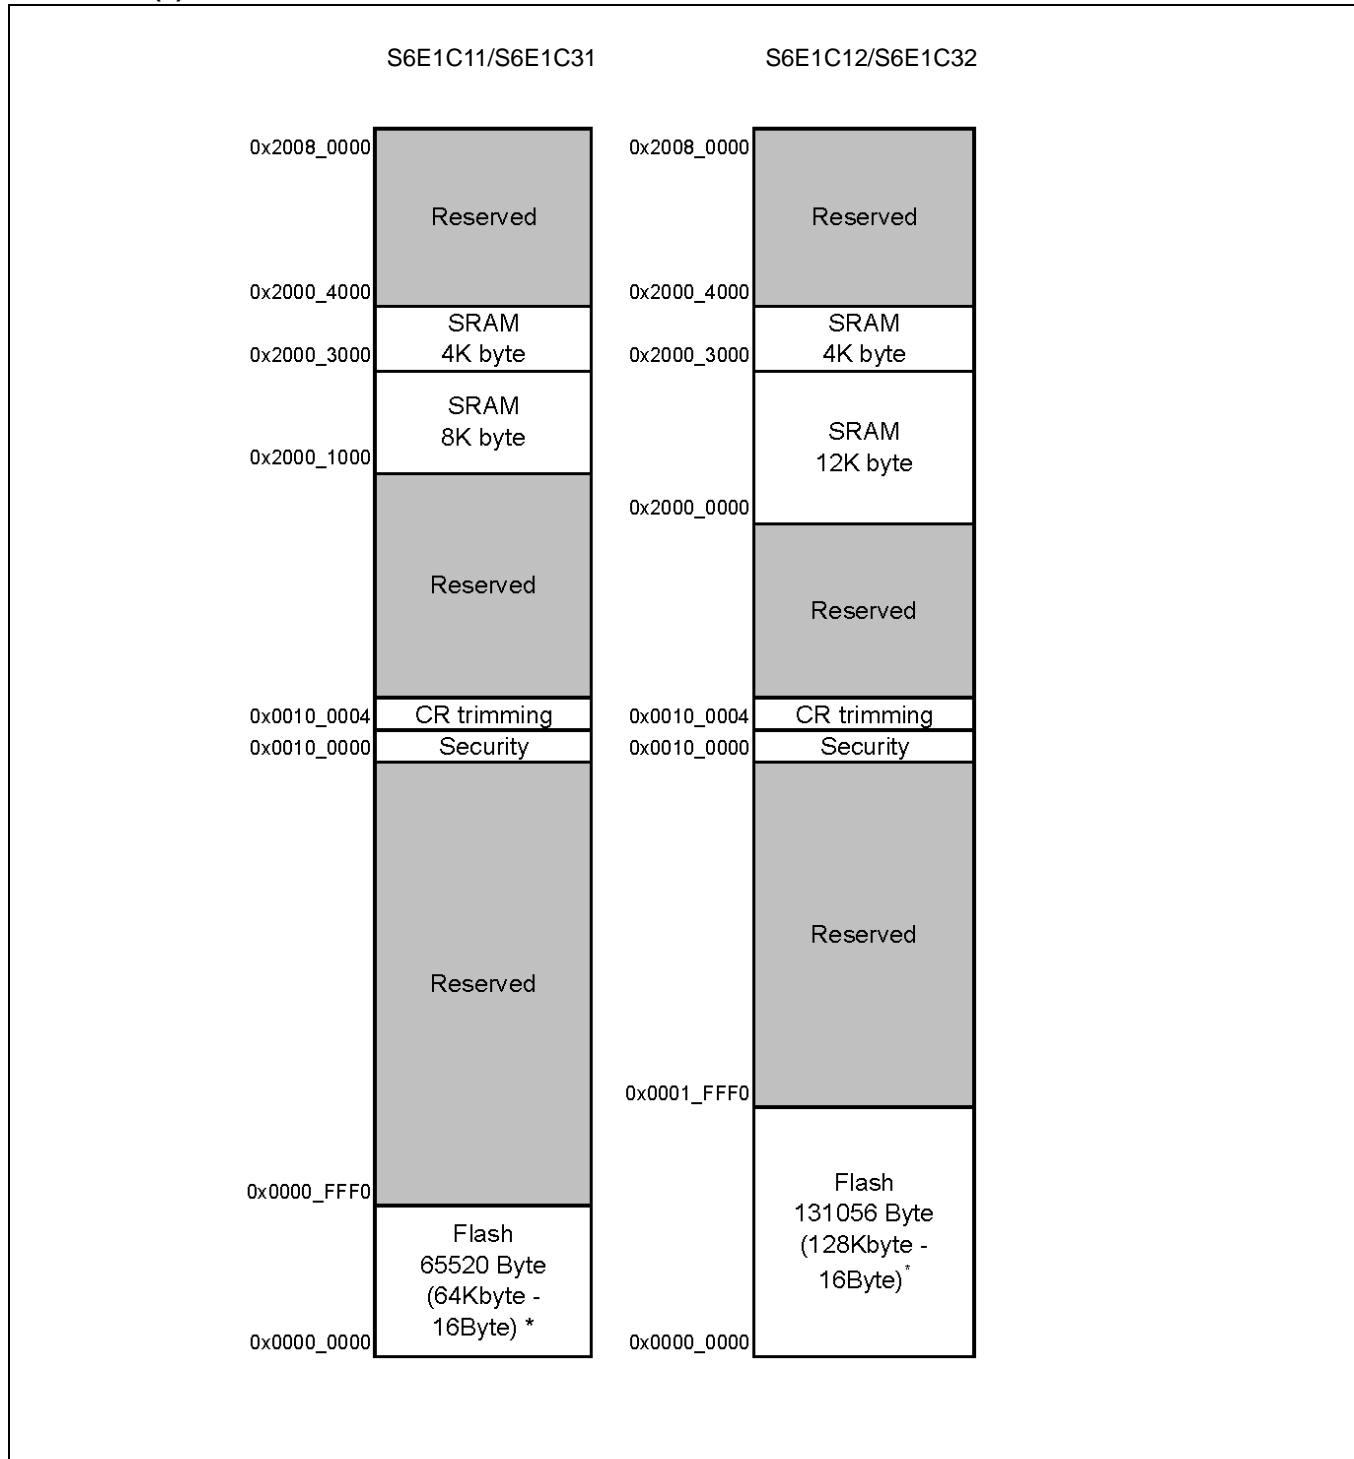 S6E1C11/S6E1C31
0x2008_0000
Reserved
0x2000_4000
SRAM
4K byte
0x2000_3000
SRAM
8K byte
0x2000_1000
Reserved
0x0010_0004
CR trimming
0x0010_0000
Security
Reserved
0x0000_FFF0
Flash
65520 Byte
(64Kbyte -
16Byte) *
0x0000_0000
S6E1C12/S6E1C32
0x2008_0000
Reserved
0x2000_4000
SRAM
4K byte
0x2000_3000
SRAM
12K byte
0x2000_0000
Reserved
0x0010_0004
CR trimming
0x0010_0000
Security
Reserved
0x0001_FFF0
Flash
131056 Byte
(128Kbyte -
16Byte)*
0x0000_0000